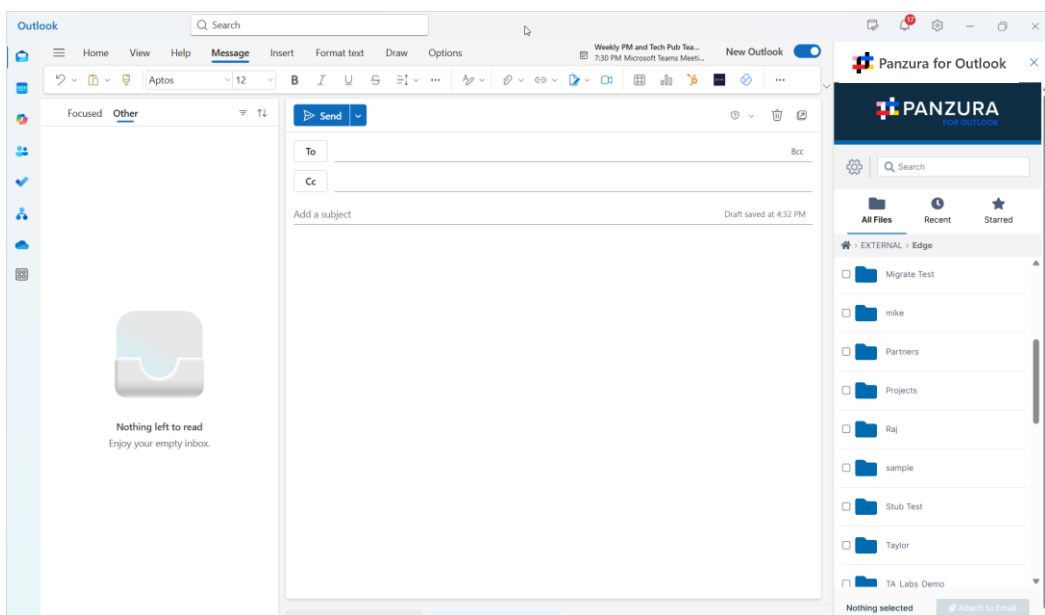 Outlook
Search
17
Home View Help Message Insert Format text Draw Options
Weekly PM and Tech Pub Tea...
7:30 PM Microsoft Teams Meeti...
New Outlook
Aptos 12 B I U
Focused Other
Send
To Bcc
Cc
Add a subject Draft saved at 4:32 PM
Nothing left to read
Enjoy your empty inbox.
Panzura for Outlook
PANZURA
FOR OUTLOOK
Search
All Files Recent Starred
EXTERNAL › Edge
Migrate Test
mike
Partners
Projects
Raj
sample
Stub Test
Taylor
TA Labs Demo
Nothing selected Attach to Email